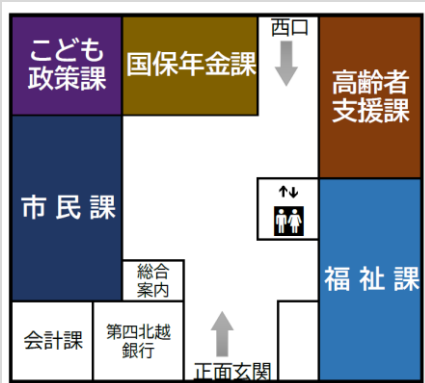 こども
政策課
国保年金課
西口
高齢者
支援課
市民課
福祉課
総合
案内
会計課
第四北越
銀行
正面玄関